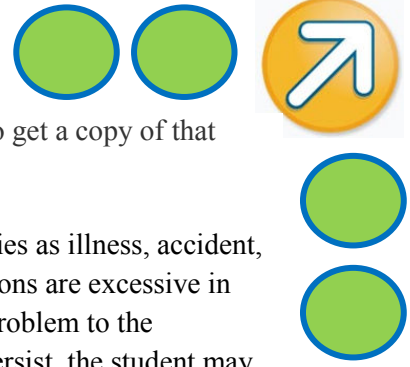 get a copy of that
ies as illness, accident,
ons are excessive in
roblem to the
ersist, the student may